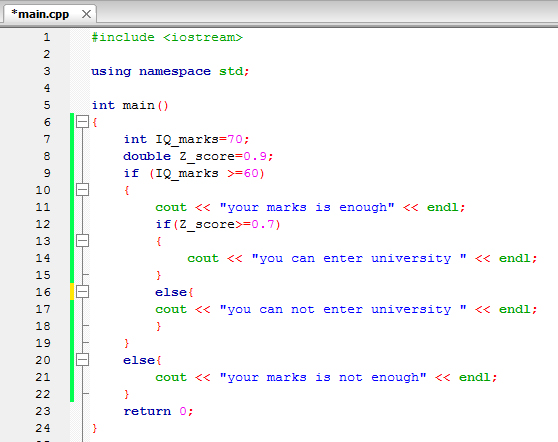 *main.cpp
1 #include <iostream>
2
3 using namespace std;
4
5 int main()
6 {
7 int IQ_marks=70;
8 double Z_score=0.9;
9 if (IQ_marks >=60)
10 {
11 cout << "your marks is enough" << endl;
12 if(Z_score>=0.7)
13 {
14 cout << "you can enter university " << endl;
15 }
16 else{
17 cout << "you can not enter university " << endl;
18 }
19 }
20 else{
21 cout << "your marks is not enough" << endl;
22 }
23 return 0;
24 }